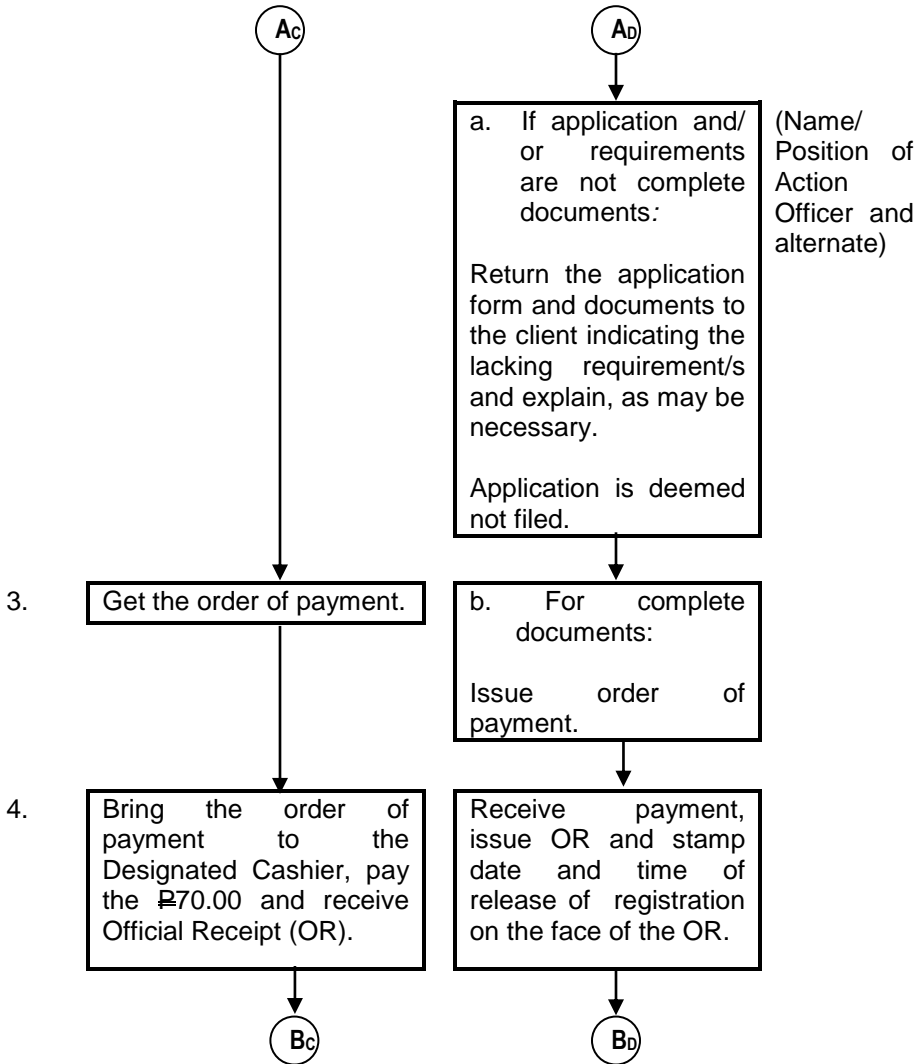 AC
AD
a. If application and/
or requirements
are not complete
documents:
Return the application
form and documents to
the client indicating the
lacking requirement/s
and explain, as may be
necessary.
Application is deemed
not filed.
(Name/
Position of
Action
Officer and
alternate)
3.
Get the order of payment.
b. For complete
documents:
Issue order of
payment.
4.
Bring the order of
payment to the
Designated Cashier, pay
the ₱70.00 and receive
Official Receipt (OR).
Receive payment,
issue OR and stamp
date and time of
release of registration
on the face of the OR.
BC
BD